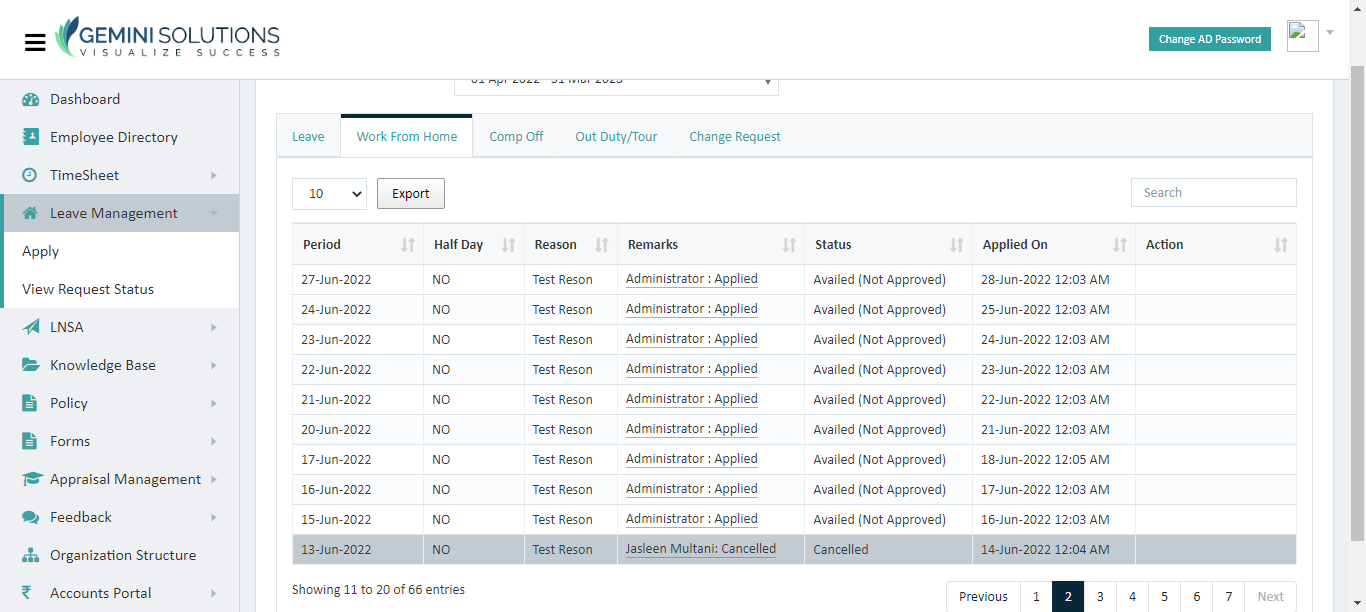 GEMINI SOLUTIONS
VISUALIZE SUCCESS
Change AD Password
Dashboard
Employee Directory
TimeSheet
Leave Management
Apply
View Request Status
LNSA
Knowledge Base
Policy
Forms
Appraisal Management
Feedback
Organization Structure
Accounts Portal
01 Apr 2022 - 31 Mar 2023
Leave Work From Home Comp Off Out Duty/Tour Change Request
10 Export Search
Period Half Day Reason Remarks Status Applied On Action
27-Jun-2022 NO Test Reson Administrator : Applied Availed (Not Approved) 28-Jun-2022 12:03 AM
24-Jun-2022 NO Test Reson Administrator : Applied Availed (Not Approved) 25-Jun-2022 12:03 AM
23-Jun-2022 NO Test Reson Administrator : Applied Availed (Not Approved) 24-Jun-2022 12:03 AM
22-Jun-2022 NO Test Reson Administrator : Applied Availed (Not Approved) 23-Jun-2022 12:03 AM
21-Jun-2022 NO Test Reson Administrator : Applied Availed (Not Approved) 22-Jun-2022 12:03 AM
20-Jun-2022 NO Test Reson Administrator : Applied Availed (Not Approved) 21-Jun-2022 12:03 AM
17-Jun-2022 NO Test Reson Administrator : Applied Availed (Not Approved) 18-Jun-2022 12:05 AM
16-Jun-2022 NO Test Reson Administrator : Applied Availed (Not Approved) 17-Jun-2022 12:03 AM
15-Jun-2022 NO Test Reson Administrator : Applied Availed (Not Approved) 16-Jun-2022 12:03 AM
13-Jun-2022 NO Test Reson Jasleen Multani: Cancelled Cancelled 14-Jun-2022 12:04 AM
Showing 11 to 20 of 66 entries
Previous 1 2 3 4 5 6 7 Next